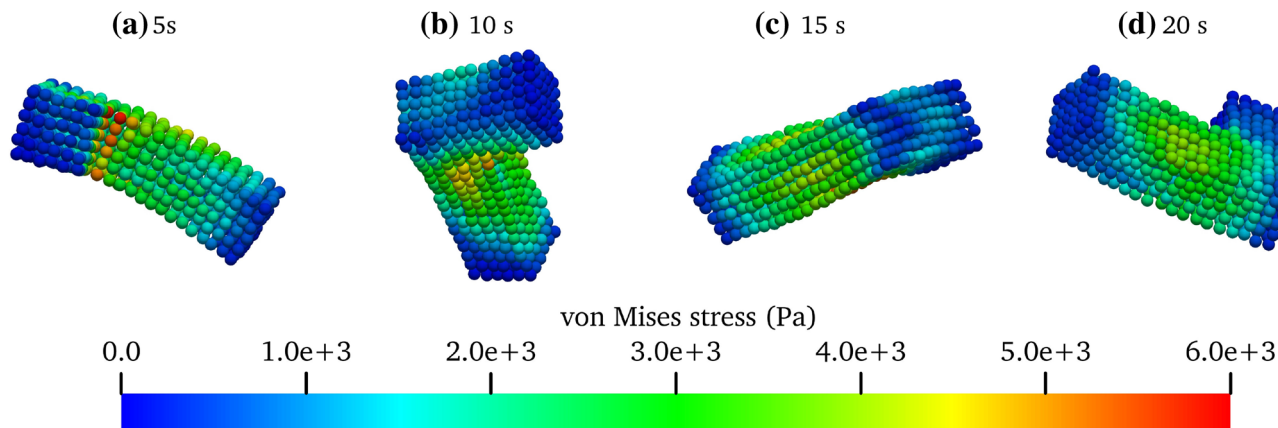 (a) 5s (b) 10 s (c) 15 s (d) 20 s
von Mises stress (Pa)
0.0 1.0e+3 2.0e+3 3.0e+3 4.0e+3 5.0e+3 6.0e+3